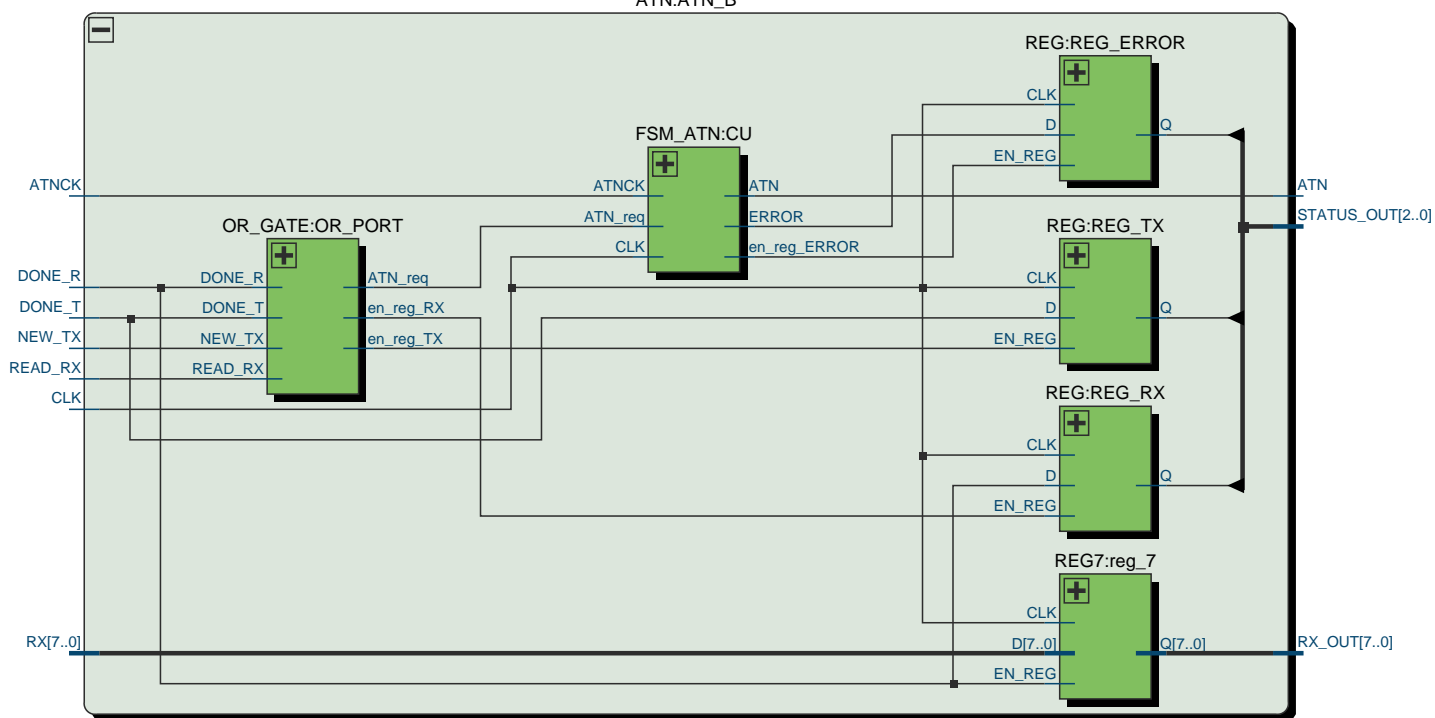 ATN:ATN_B
REG:REG_ERROR
CLK
D
Q
EN_REG
FSM_ATN:CU
ATNCK
ATNCK
ATN
ATN
ATN_req
ERROR
STATUS_OUT[2..0]
CLK
en_reg_ERROR
OR_GATE:OR_PORT
REG:REG_TX
DONE_R
DONE_R
ATN_req
CLK
DONE_T
DONE_T
en_reg_RX
D
Q
NEW_TX
NEW_TX
en_reg_TX
EN_REG
READ_RX
READ_RX
CLK
REG:REG_RX
CLK
D
Q
EN_REG
REG7:reg_7
CLK
RX[7..0]
D[7..0]
Q[7..0]
RX_OUT[7..0]
EN_REG